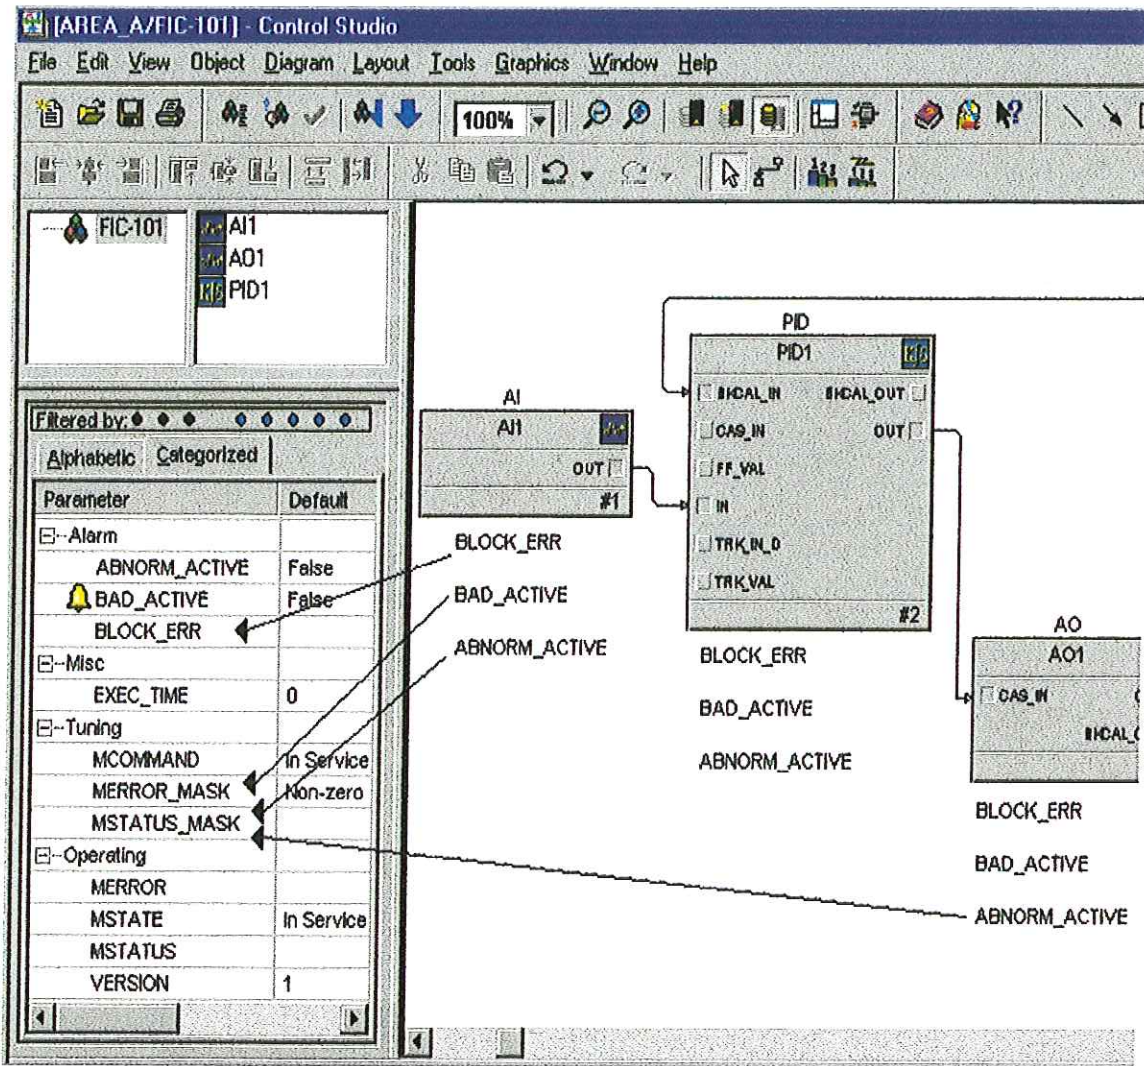 [AREA_A/FIC-101] - Control Studio
File Edit View Object Diagram Layout Tools Graphics Window Help
100%
FIC-101
AI1
AO1
PID1
Filtered by:
Alphabetic Categorized
Parameter Default
Alarm
ABNORM_ACTIVE False
BAD_ACTIVE False
BLOCK_ERR
Misc
EXEC_TIME 0
Tuning
MCOMMAND In Service
MERROR_MASK Non-zero
MSTATUS_MASK
Operating
MERROR
MSTATE In Service
MSTATUS
VERSION 1
AI
AI1
OUT
#1
BLOCK_ERR
BAD_ACTIVE
ABNORM_ACTIVE
PID
PID1
BKCAL_IN BKCAL_OUT
CAS_IN OUT
FF_VAL
IN
TRK_IN_D
TRK_VAL
#2
BLOCK_ERR
BAD_ACTIVE
ABNORM_ACTIVE
AO
AO1
CAS_IN
BLOCK_ERR
BAD_ACTIVE
ABNORM_ACTIVE